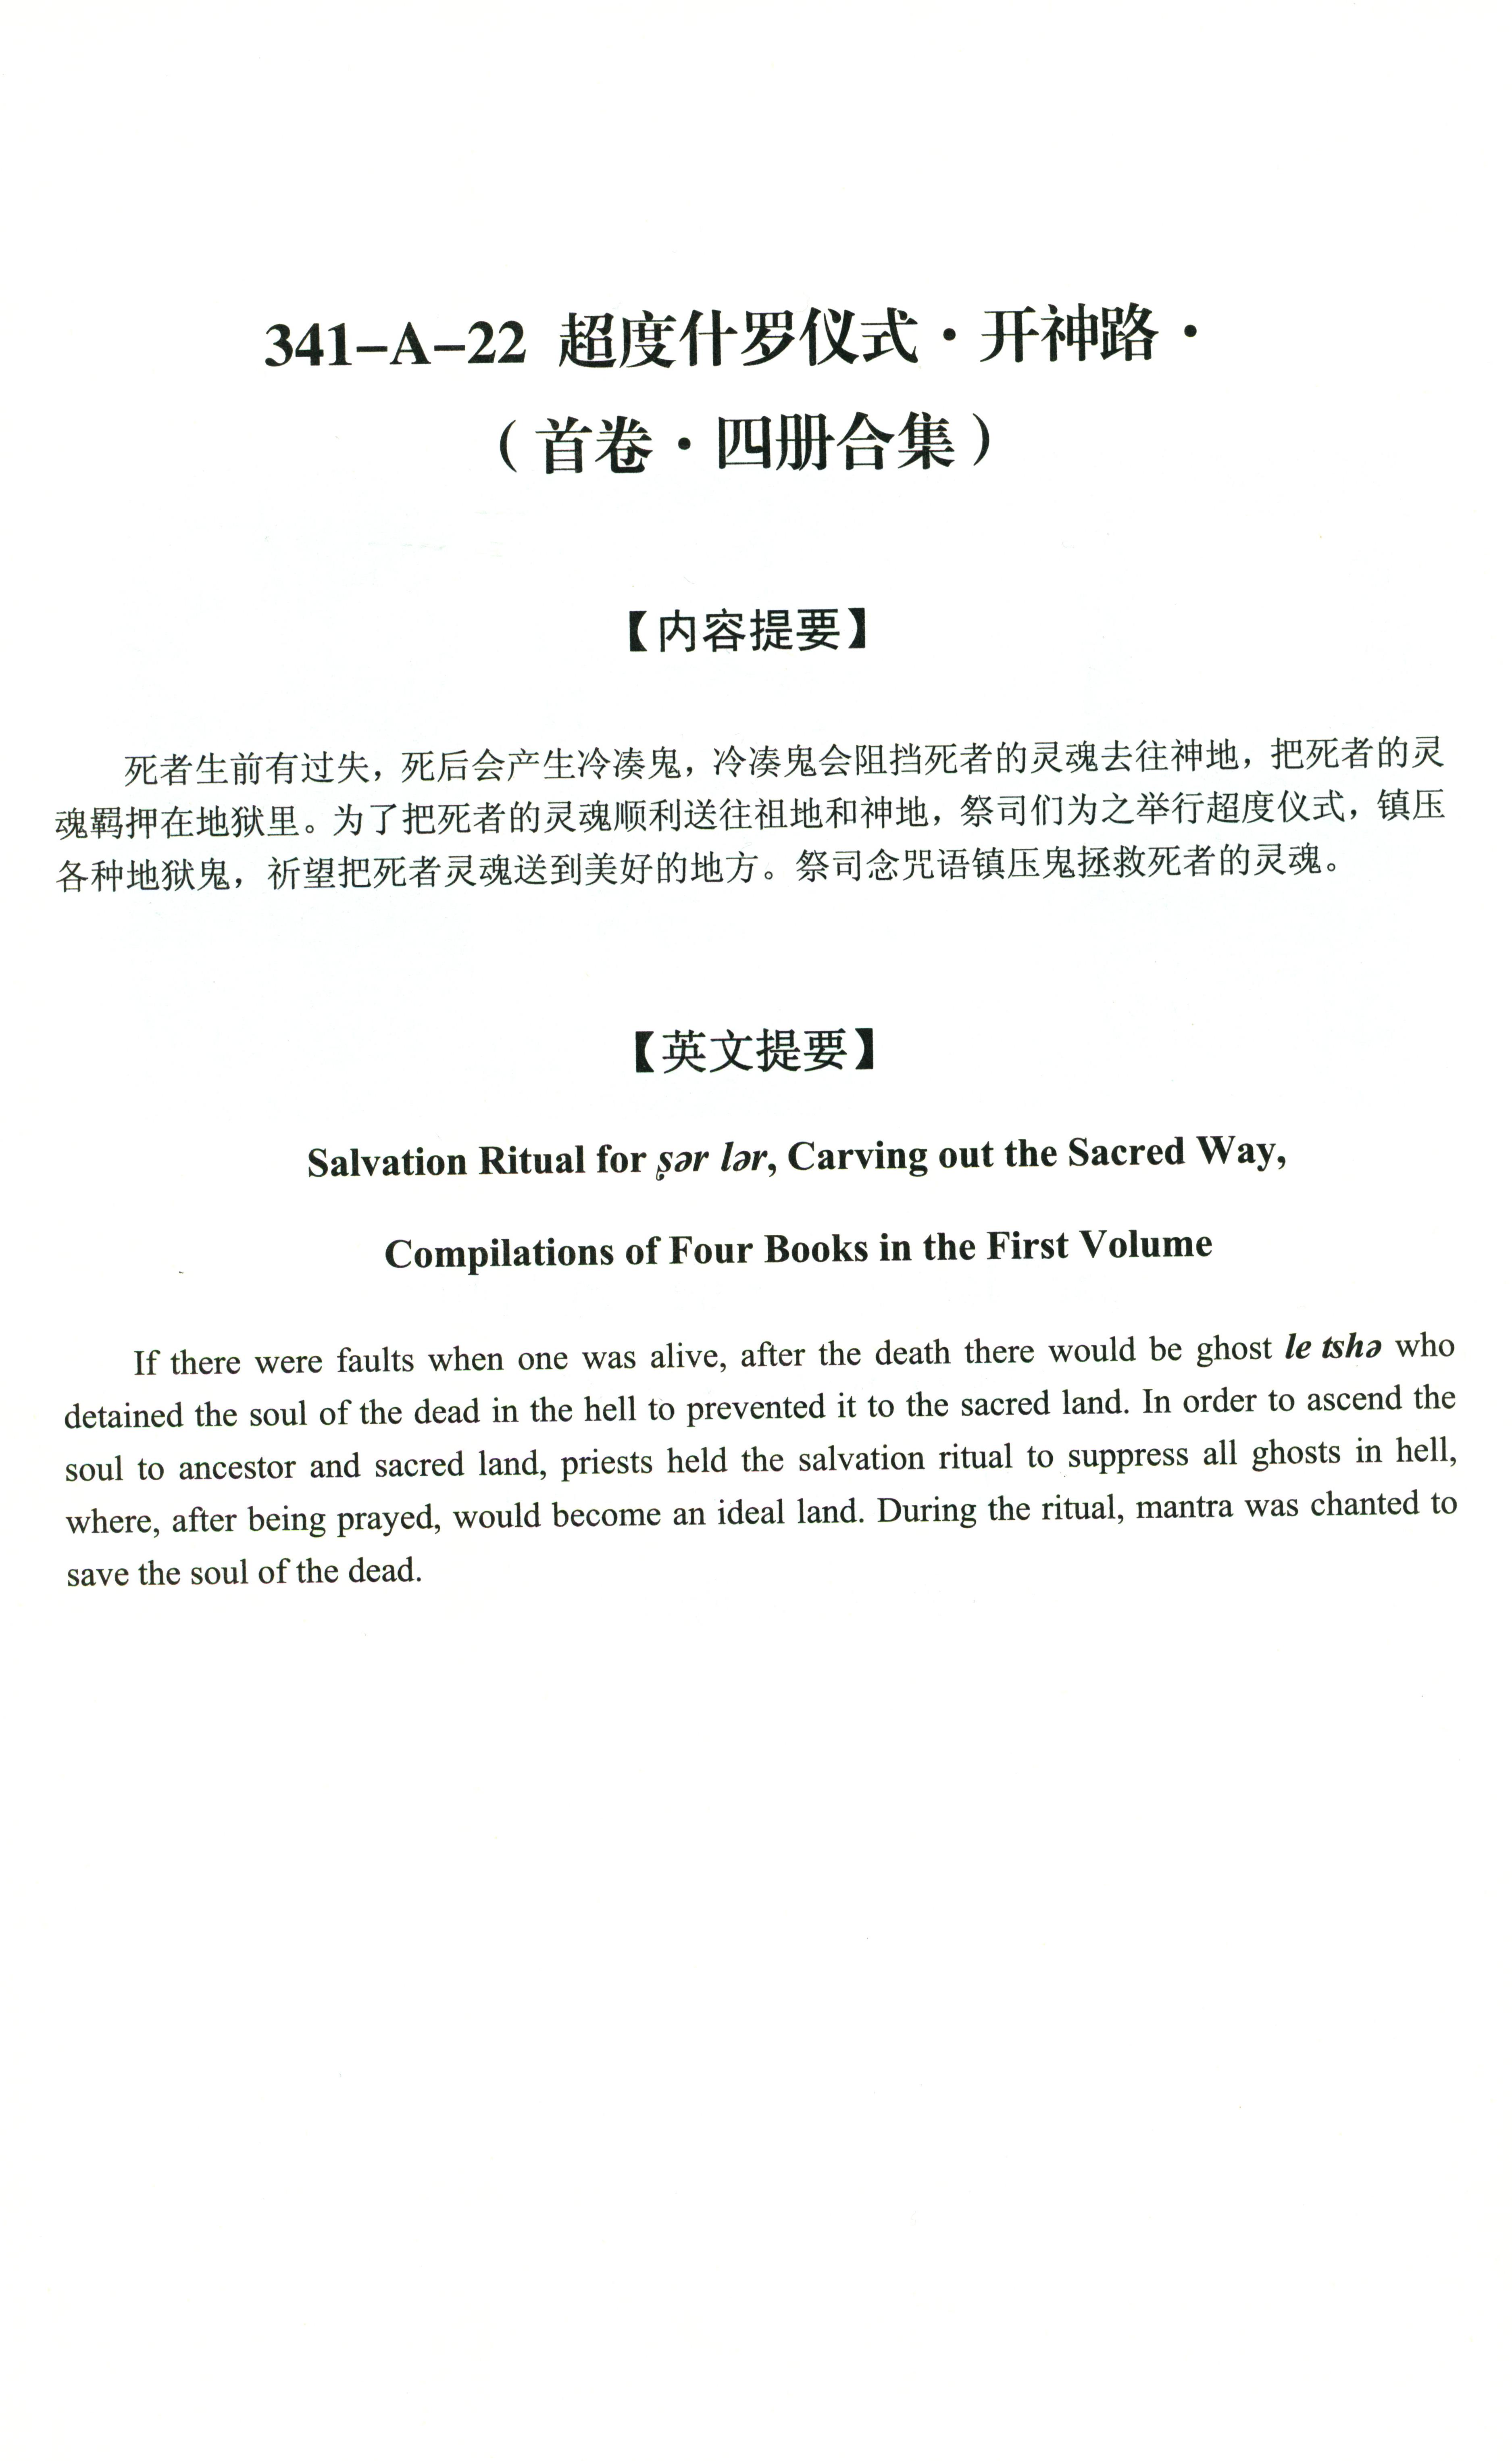 341-A-22 超度什罗仪式·开神路·
（首卷·四册合集）
【内容提要】
死者生前有过失，死后会产生冷凑鬼，冷凑鬼会阻挡死者的灵魂去往神地，把死者的灵
魂羁押在地狱里。为了把死者的灵魂顺利送往祖地和神地，祭司们为之举行超度仪式，镇压
各种地狱鬼，祈望把死者灵魂送到美好的地方。祭司念咒语镇压鬼拯救死者的灵魂。
【英文提要】
Salvation Ritual for ʂər lər, Carving out the Sacred Way,
Compilations of Four Books in the First Volume
If there were faults when one was alive, after the death there would be ghost le tshə who
detained the soul of the dead in the hell to prevented it to the sacred land. In order to ascend the
soul to ancestor and sacred land, priests held the salvation ritual to suppress all ghosts in hell,
where, after being prayed, would become an ideal land. During the ritual, mantra was chanted to
save the soul of the dead.